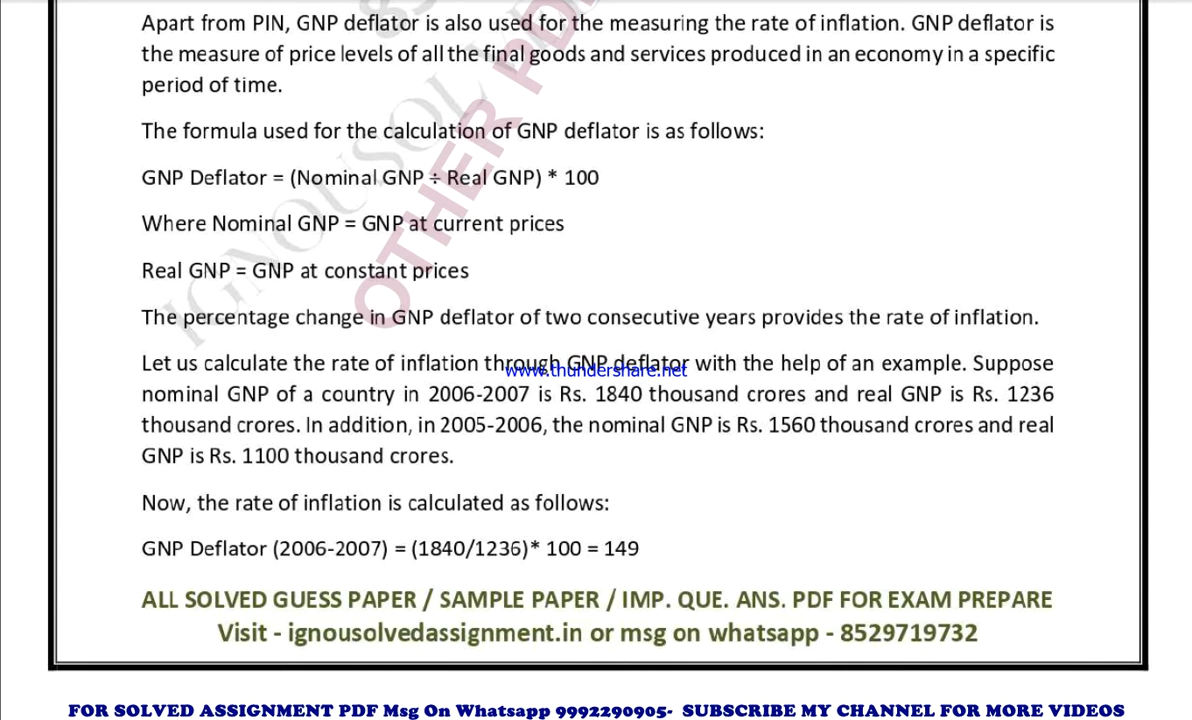 Apart from PIN, GNP deflator is also used for the measuring the rate of inflation. GNP deflator is
the measure of price levels of all the final goods and services produced in an economy in a specific
period of time.
The formula used for the calculation of GNP deflator is as follows:
GNP Deflator = (Nominal GNP ÷ Real GNP) * 100
Where Nominal GNP = GNP at current prices
Real GNP = GNP at constant prices
The percentage change in GNP deflator of two consecutive years provides the rate of inflation.
Let us calculate the rate of inflation through GNP deflator with the help of an example. Suppose
www.thundershare.net
nominal GNP of a country in 2006-2007 is Rs. 1840 thousand crores and real GNP is Rs. 1236
thousand crores. In addition, in 2005-2006, the nominal GNP is Rs. 1560 thousand crores and real
GNP is Rs. 1100 thousand crores.
Now, the rate of inflation is calculated as follows:
GNP Deflator (2006-2007) = (1840/1236)* 100 = 149
IGNOUSOL
OTHER PD
ALL SOLVED GUESS PAPER / SAMPLE PAPER / IMP. QUE. ANS. PDF FOR EXAM PREPARE
Visit - ignousolvedassignment.in or msg on whatsapp - 8529719732
FOR SOLVED ASSIGNMENT PDF Msg On Whatsapp 9992290905- SUBSCRIBE MY CHANNEL FOR MORE VIDEOS